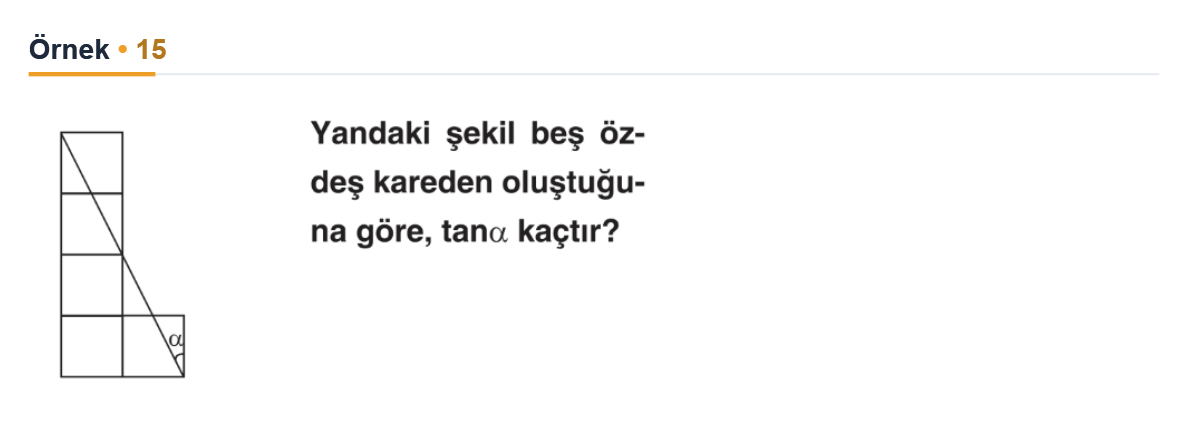 Örnek • 15
Yandaki şekil beş öz-
deş kareden oluştuğu-
na göre, tanα kaçtır?
α